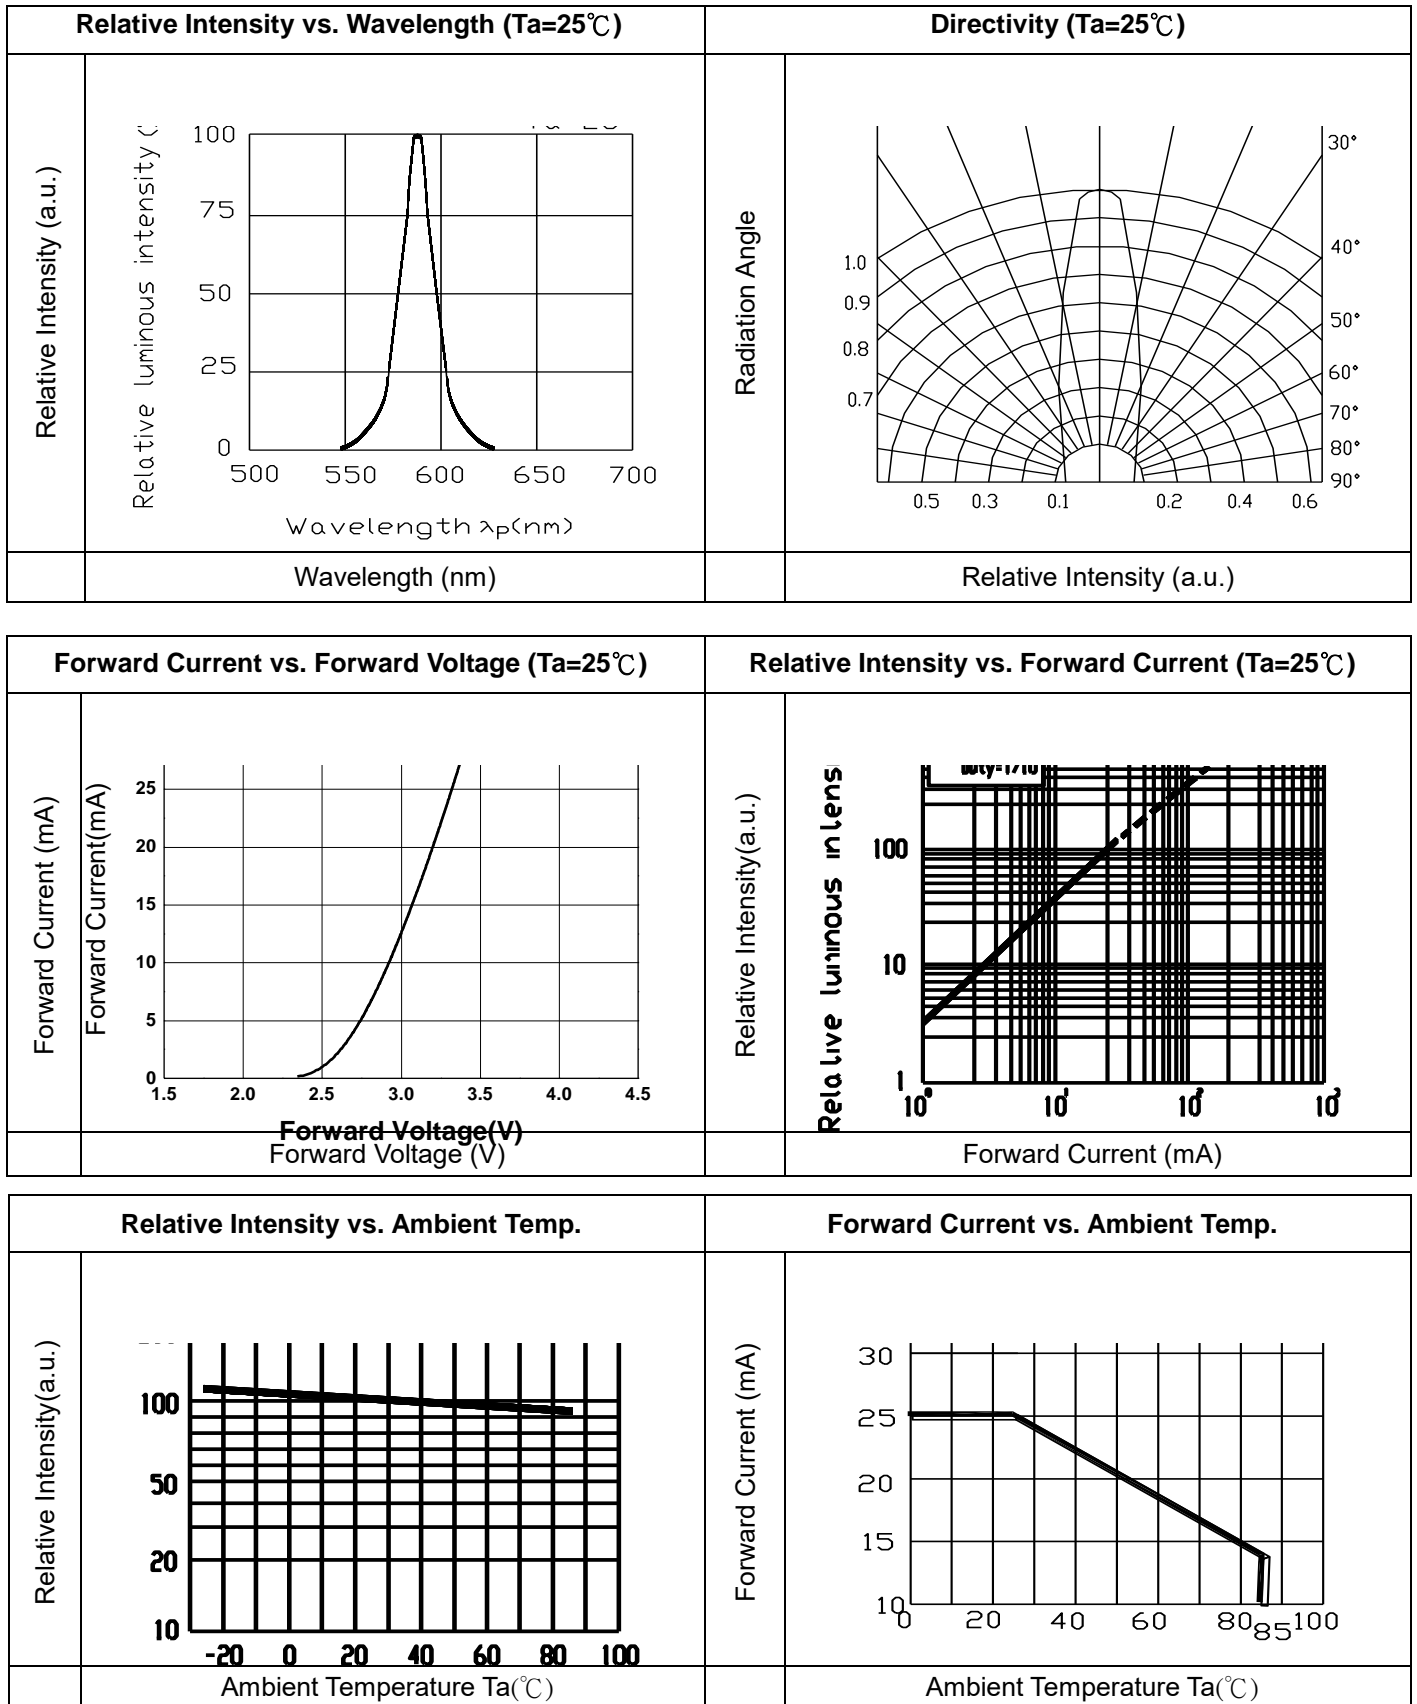 Relative Intensity vs. Wavelength (Ta=25℃)
Directivity (Ta=25℃)
Relative Intensity (a.u.)
Relative luminous intensity (
100
75
50
25
0
500 550 600 650 700
Wavelength λp(nm)
Wavelength (nm)
Radiation Angle
30°
40°
50°
60°
70°
80°
90°
1.0
0.9
0.8
0.7
0.5 0.3 0.1 0.2 0.4 0.6
Relative Intensity (a.u.)
Forward Current vs. Forward Voltage (Ta=25℃)
Relative Intensity vs. Forward Current (Ta=25℃)
Forward Current (mA)
Forward Current(mA)
25
20
15
10
5
0
1.5 2.0 2.5 3.0 3.5 4.0 4.5
Forward Voltage(V)
Forward Voltage (V)
Relative Intensity(a.u.)
Relative luminous intens
100
10
1
10⁰ 10¹ 10² 10³
Forward Current (mA)
Relative Intensity vs. Ambient Temp.
Forward Current vs. Ambient Temp.
Relative Intensity(a.u.)
100
50
20
10
-20 0 20 40 60 80 100
Ambient Temperature Ta(℃)
Forward Current (mA)
30
25
20
15
10
0 20 40 60 80 85 100
Ambient Temperature Ta(℃)